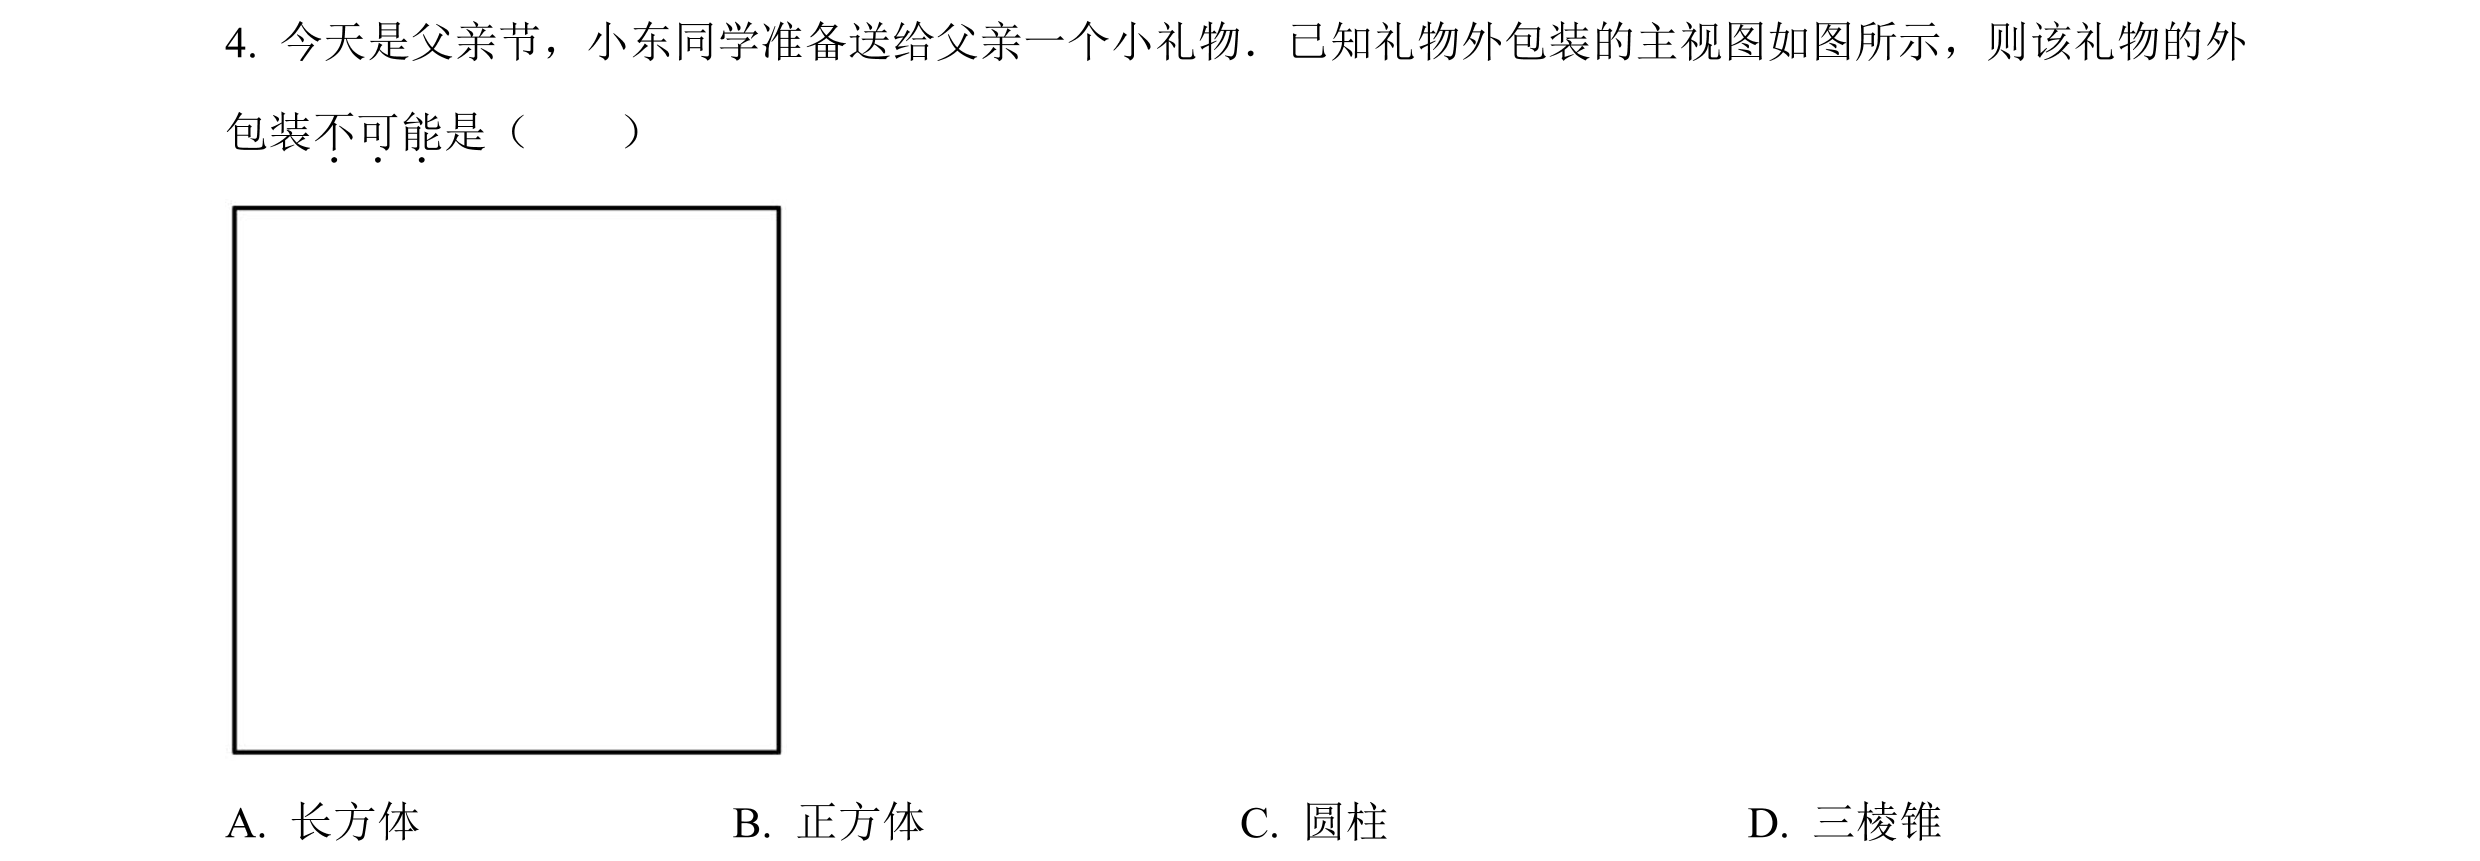 4. 今天是父亲节，小东同学准备送给父亲一个小礼物．已知礼物外包装的主视图如图所示，则该礼物的外
包装不可能是（　　）
A. 长方体 B. 正方体 C. 圆柱 D. 三棱锥